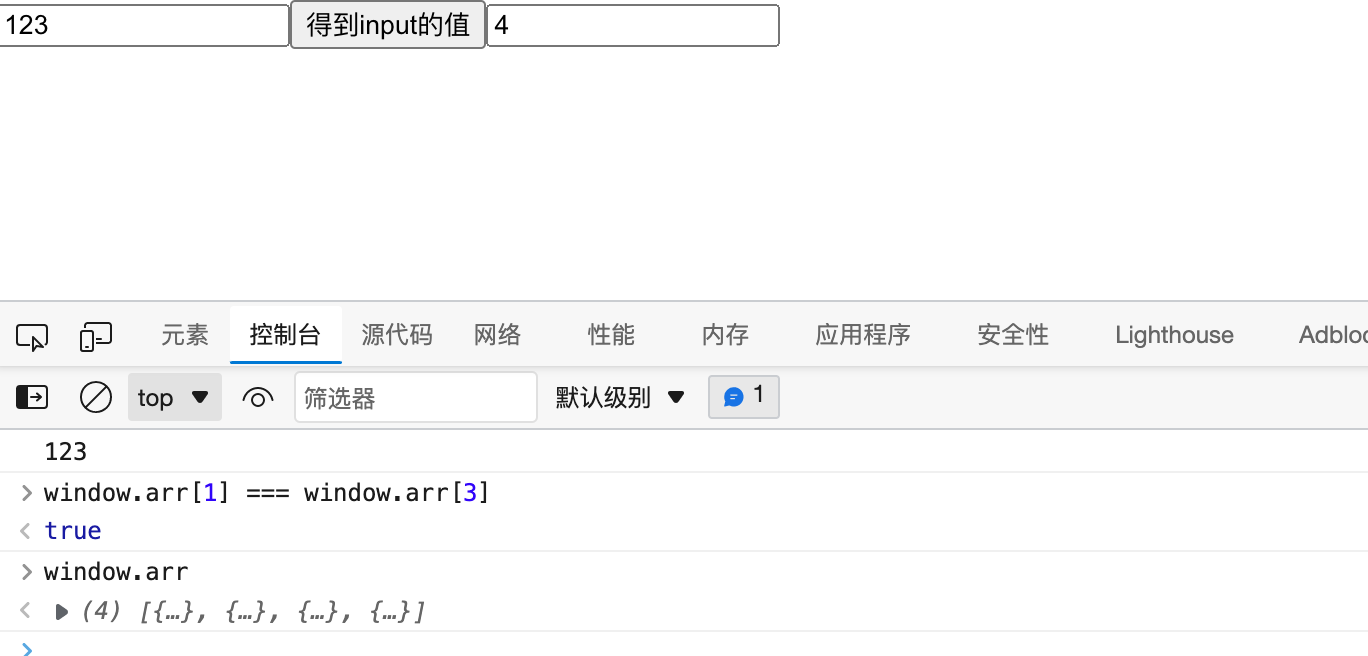 123 得到input的值 4
元素 控制台 源代码 网络 性能 内存 应用程序 安全性 Lighthouse
top 筛选器 默认级别 1
123
window.arr[1] === window.arr[3]
true
window.arr
(4) [{…}, {…}, {…}, {…}]